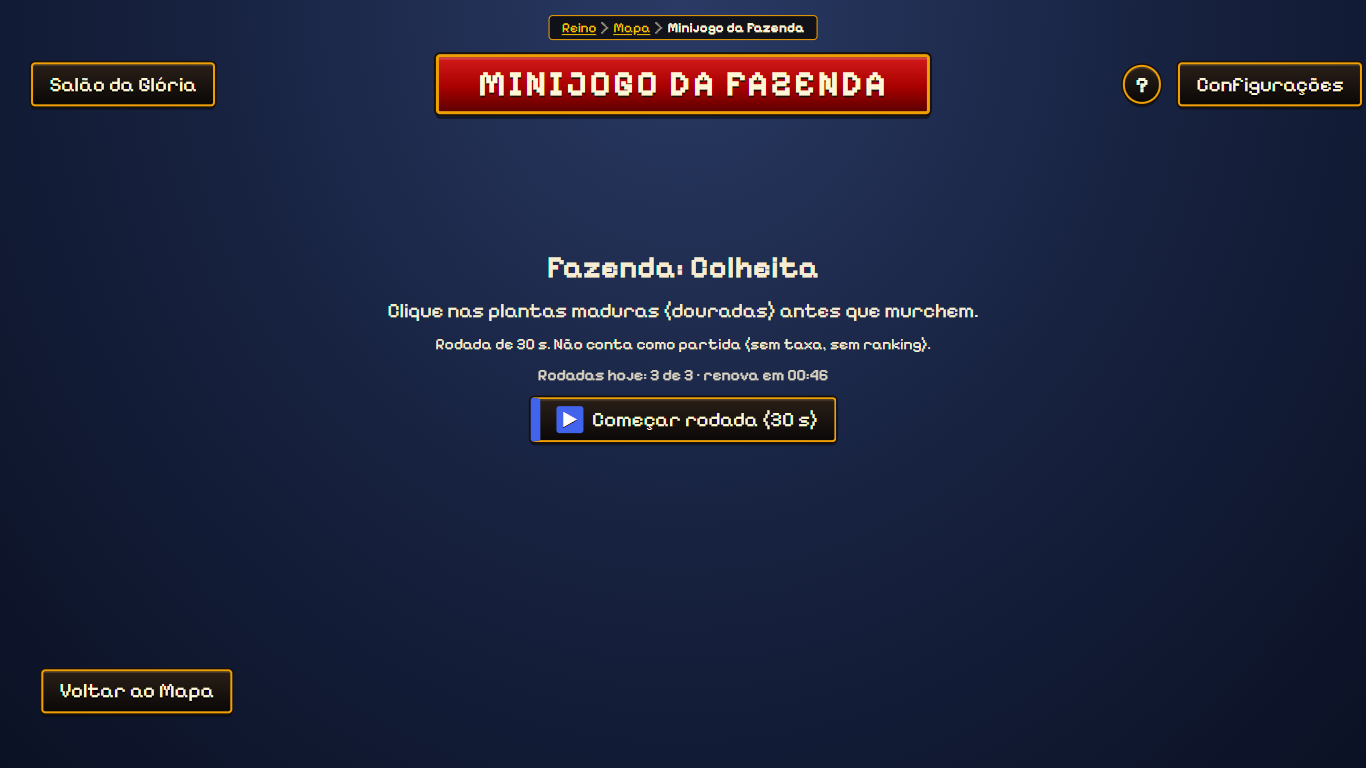 Reino > Mapa > Minijogo da Fazenda
Salão da Glória
MINIJOGO DA FAZENDA
?
Configurações
Fazenda: Colheita
Clique nas plantas maduras (douradas) antes que murchem.
Rodada de 30 s. Não conta como partida (sem taxa, sem ranking).
Rodadas hoje: 3 de 3 · renova em 00:46
Começar rodada (30 s)
Voltar ao Mapa